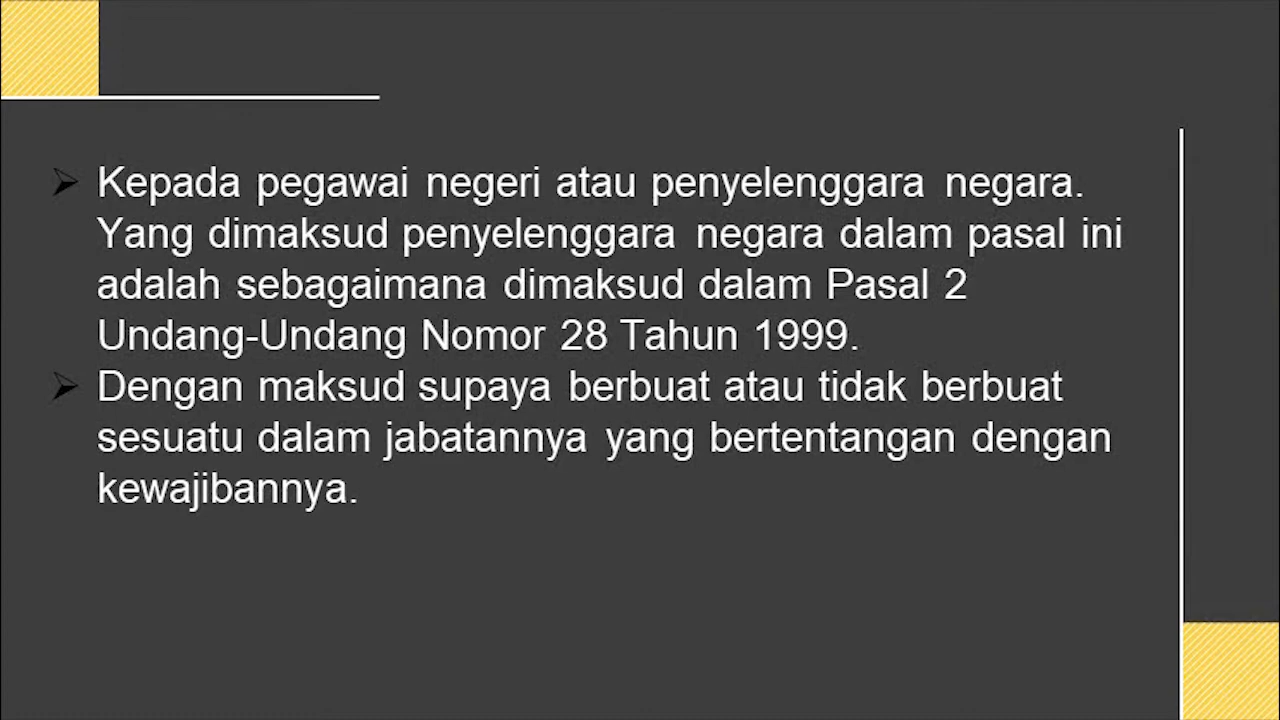 Kepada pegawai negeri atau penyelenggara negara.
Yang dimaksud penyelenggara negara dalam pasal ini
adalah sebagaimana dimaksud dalam Pasal 2
Undang-Undang Nomor 28 Tahun 1999.
Dengan maksud supaya berbuat atau tidak berbuat
sesuatu dalam jabatannya yang bertentangan dengan
kewajibannya.